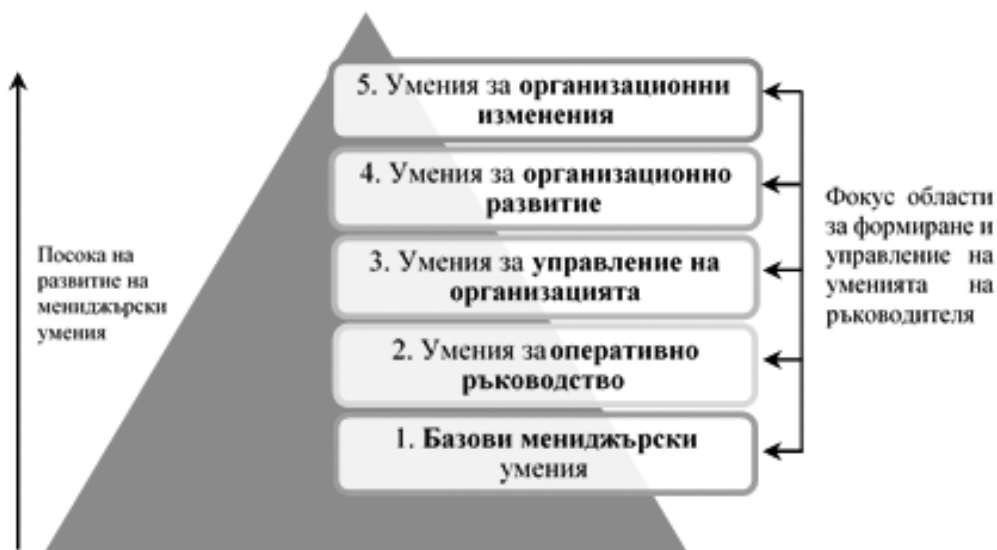 5. Умения за организационни
изменения
4. Умения за организационно
развитие
3. Умения за управление на
организацията
2. Умения за оперативно
ръководство
1. Базови мениджърски
умения
Посока на
развитие на
мениджърски
умения
Фокус области
за формиране и
управление на
уменията на
ръководителя